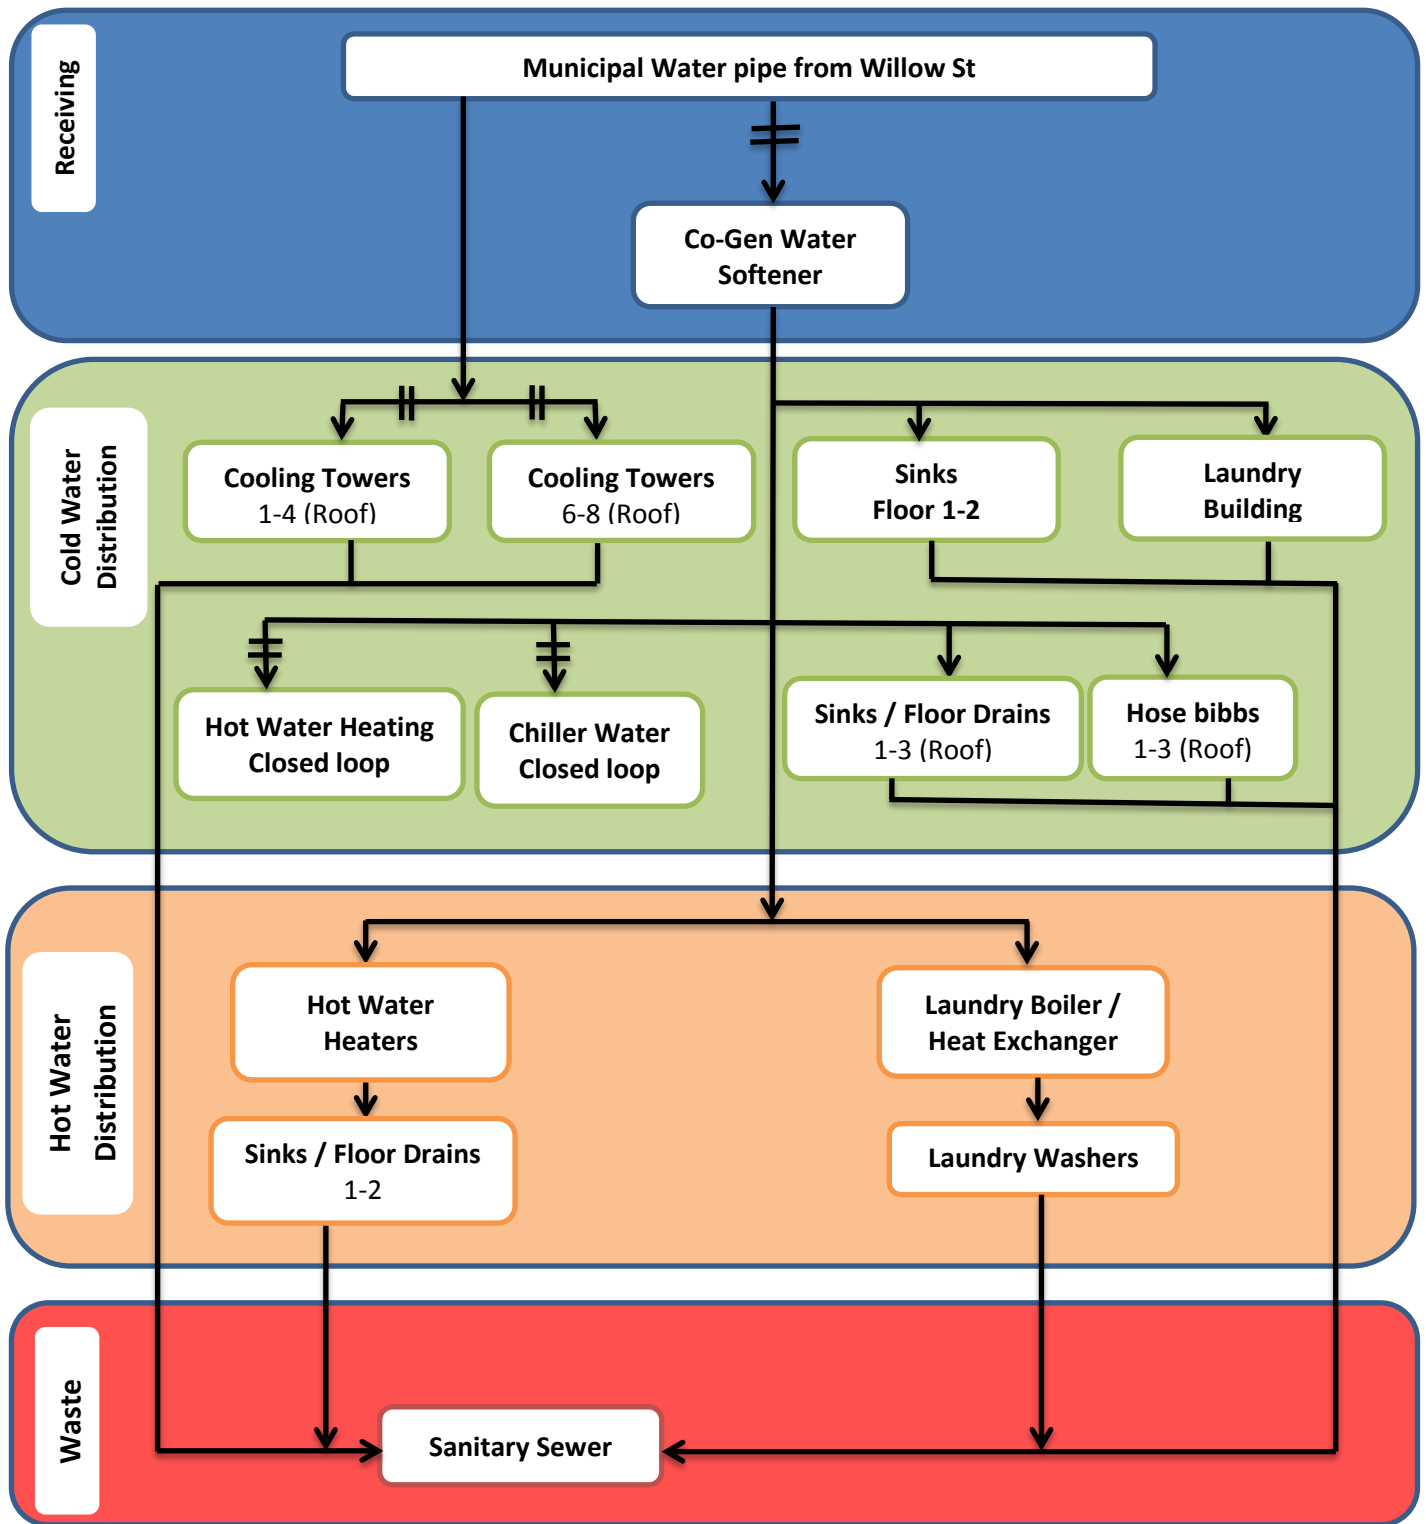 Receiving
Municipal Water pipe from Willow St
Co-Gen Water
Softener
Cold Water
Distribution
Cooling Towers
1-4 (Roof)
Cooling Towers
6-8 (Roof)
Sinks
Floor 1-2
Laundry
Building
Hot Water Heating
Closed loop
Chiller Water
Closed loop
Sinks / Floor Drains
1-3 (Roof)
Hose bibbs
1-3 (Roof)
Hot Water
Distribution
Hot Water
Heaters
Laundry Boiler /
Heat Exchanger
Sinks / Floor Drains
1-2
Laundry Washers
Waste
Sanitary Sewer